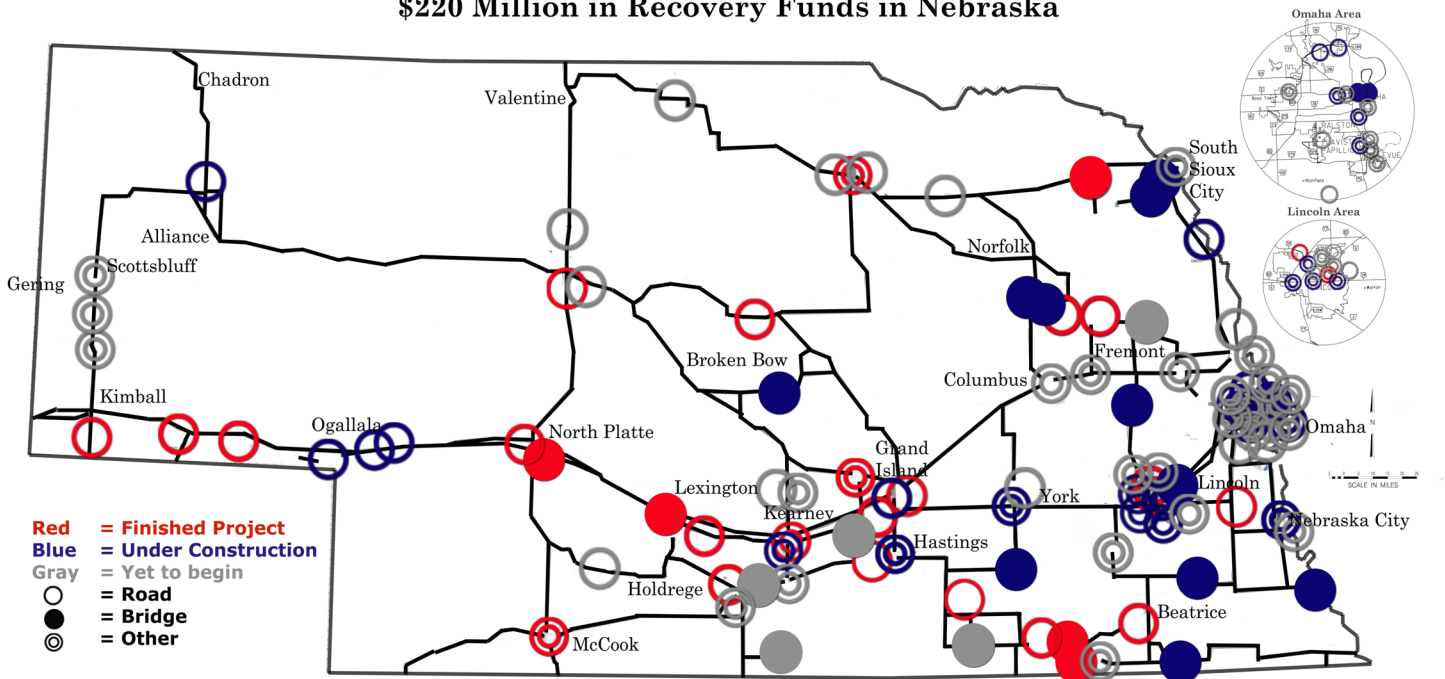 $220 Million in Recovery Funds in Nebraska
Omaha Area
Chadron
Valentine
South
Sioux
City
RALSTON
Lincoln Area
Alliance
Norfolk
Scottsbluff
Gering
Broken Bow
Fremont
Columbus
Kimball
Ogallala
North Platte
Omaha
Grand
Island
Lexington
Lincoln
York
SCALE IN MILES
Kearney
Nebraska City
Hastings
Holdrege
Beatrice
McCook
Red = Finished Project
Blue = Under Construction
Gray = Yet to begin
= Road
= Bridge
= Other